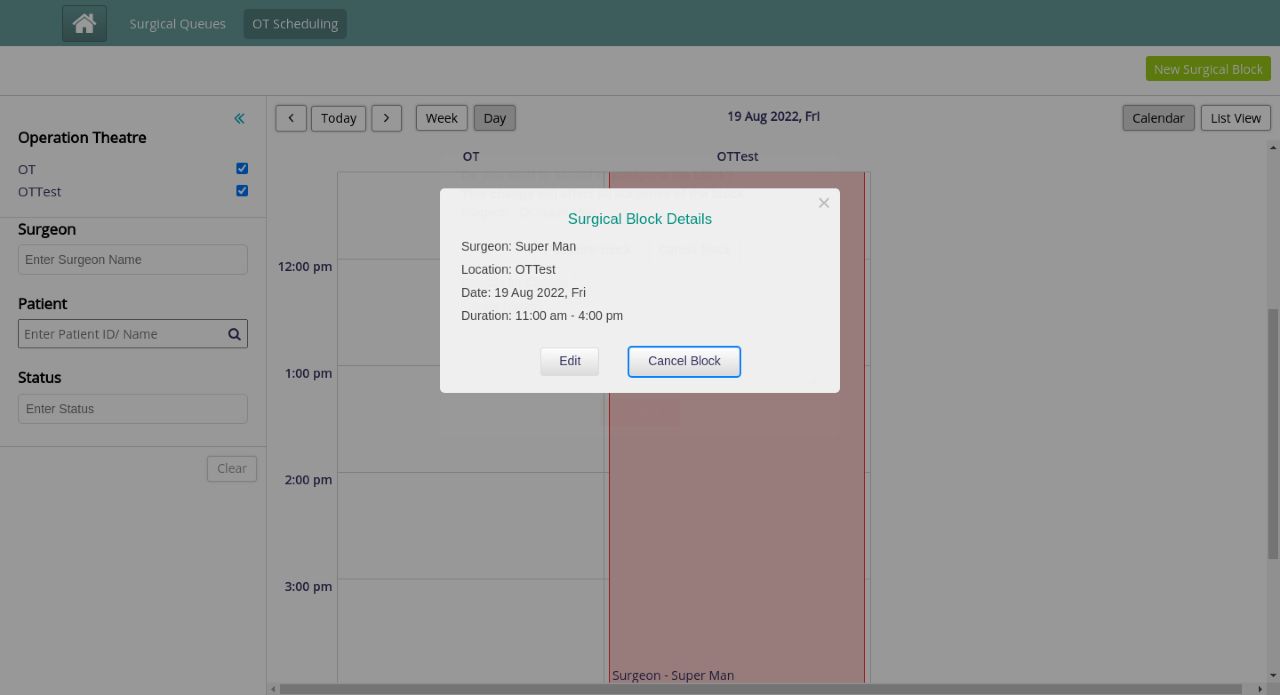 Surgical Queues
OT Scheduling
New Surgical Block
Today
Week
Day
19 Aug 2022, Fri
Calendar
List View
Operation Theatre
OT
OTTest
Surgeon
Enter Surgeon Name
Patient
Enter Patient ID/ Name
Status
Enter Status
Clear
OT
OTTest
12:00 pm
1:00 pm
2:00 pm
3:00 pm
Surgical Block Details
×
Surgeon: Super Man
Location: OTTest
Date: 19 Aug 2022, Fri
Duration: 11:00 am - 4:00 pm
Edit
Cancel Block
Surgeon - Super Man